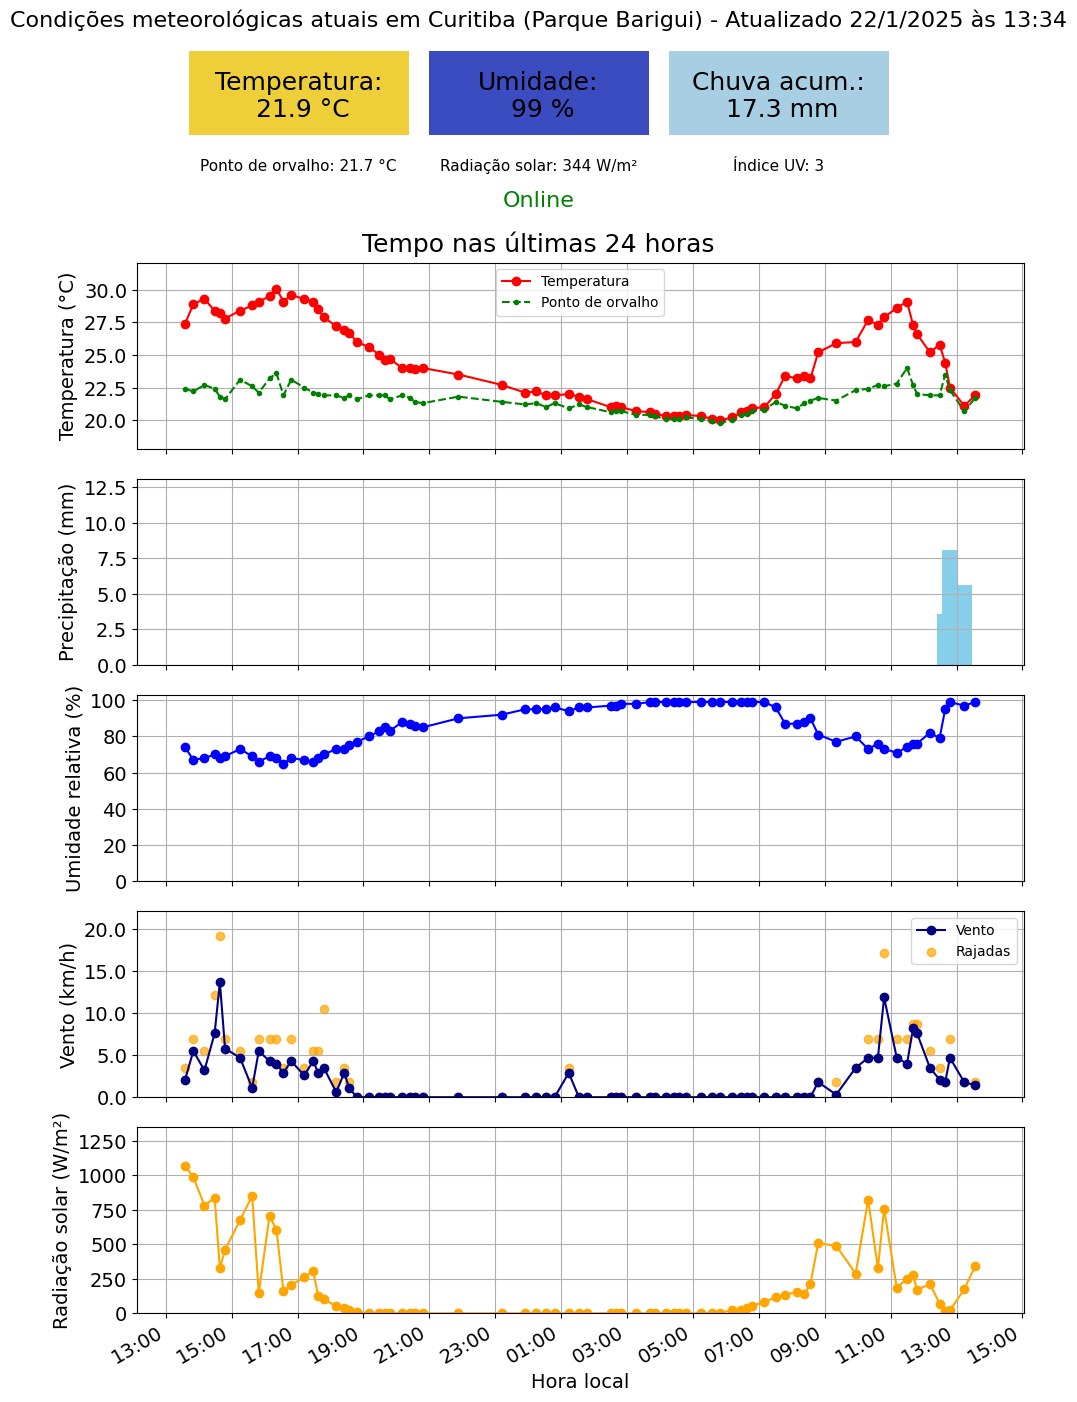 Condições meteorológicas atuais em Curitiba (Parque Barigui) - Atualizado 22/1/2025 às 13:34
Temperatura:
21.9 °C
Umidade:
99 %
Chuva acum.:
17.3 mm
Ponto de orvalho: 21.7 °C
Radiação solar: 344 W/m²
Índice UV: 3
Online
Tempo nas últimas 24 horas
Temperatura (°C)
30.0
27.5
25.0
22.5
20.0
Temperatura
Ponto de orvalho
Precipitação (mm)
12.5
10.0
7.5
5.0
2.5
0.0
Umidade relativa (%)
100
80
60
40
20
0
Vento (km/h)
20.0
15.0
10.0
5.0
0.0
Vento
Rajadas
Radiação solar (W/m²)
1250
1000
750
500
250
0
13:00
15:00
17:00
19:00
21:00
23:00
01:00
03:00
05:00
07:00
09:00
11:00
13:00
15:00
Hora local